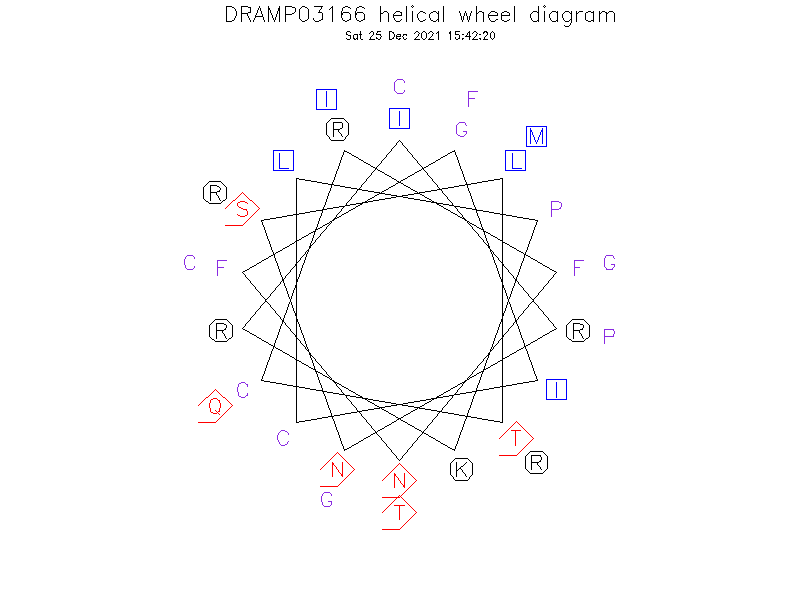 DRAMP03166 helical wheel diagram
Sat 25 Dec 2021 15:42:20
C
I F
I
R G
M
L L
R
S P
C G
F F
R R
P
C I
Q
C T
R
N K
N
G
T